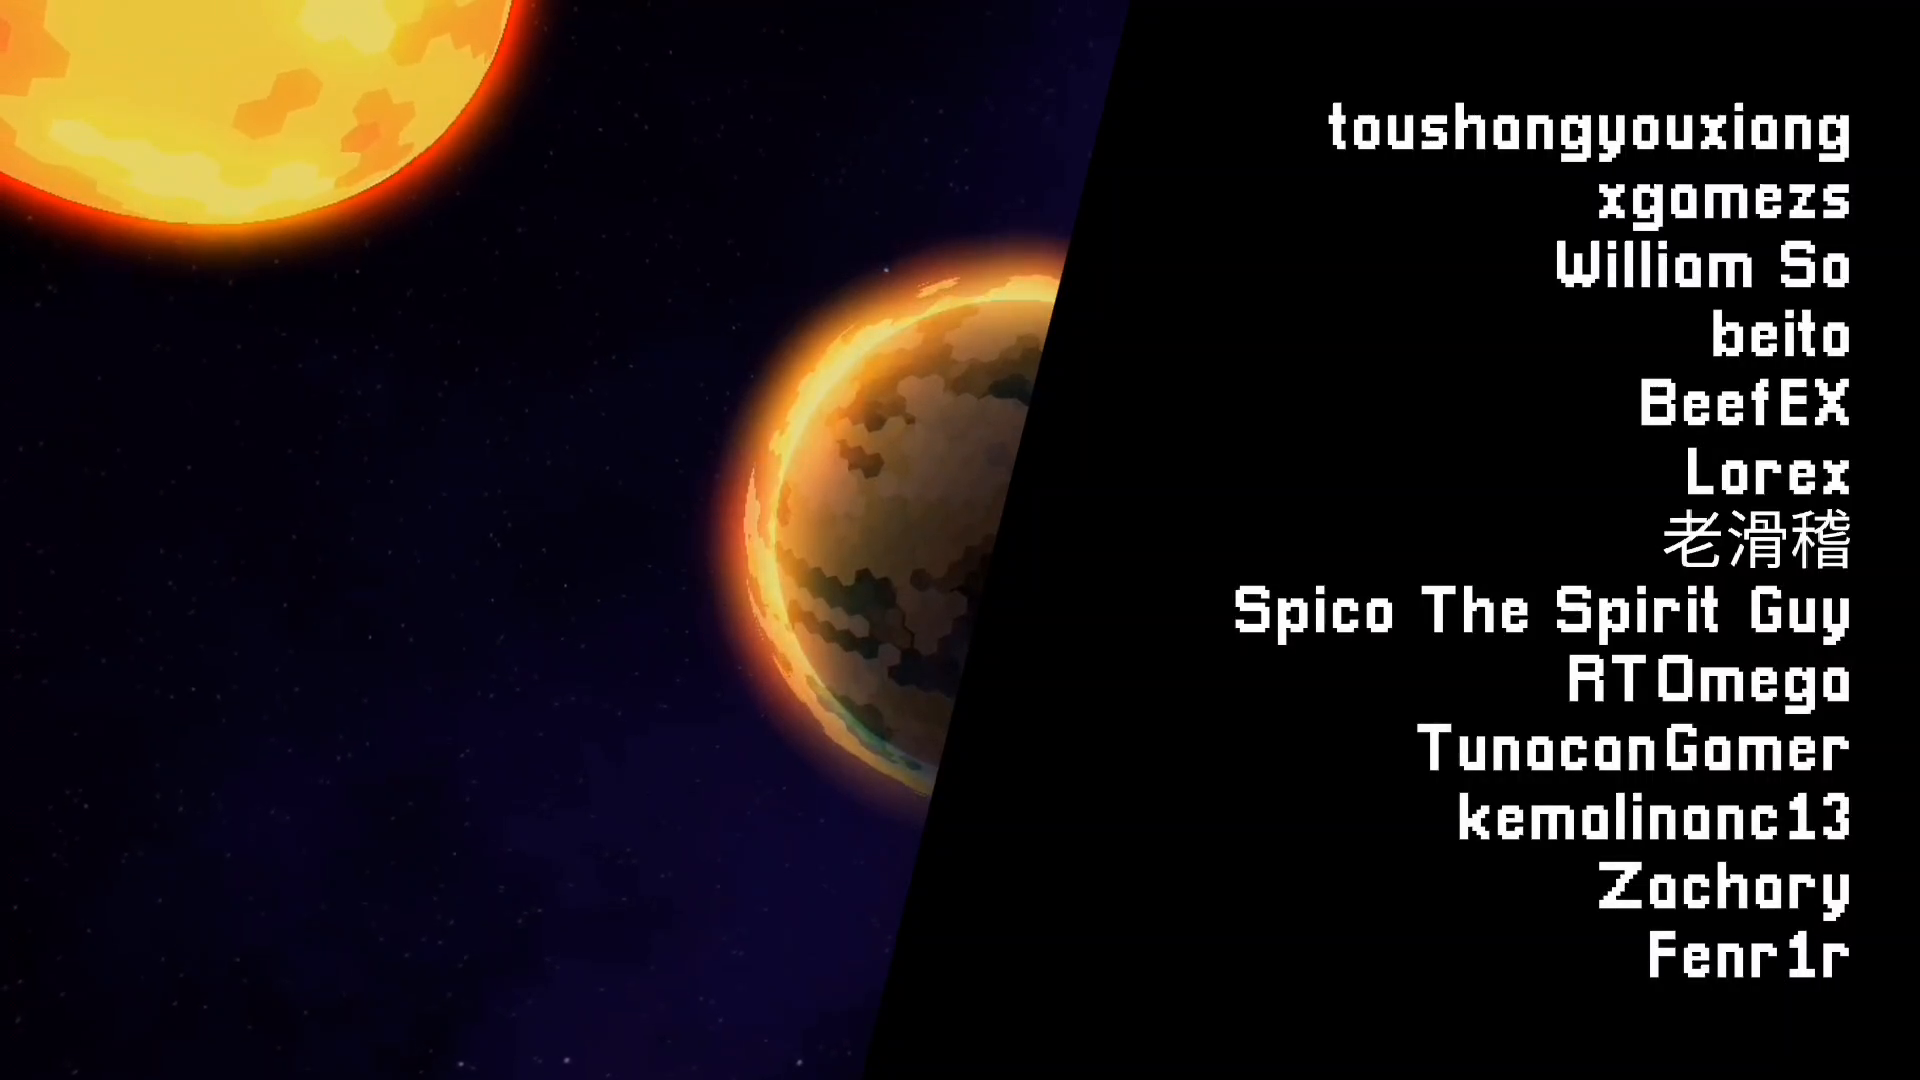 toushangyouxiang
xgamezs
William So
beito
BeefEX
Lorex
老滑稽
Spico The Spirit Guy
RTOmega
TunacanGamer
kemalinanc13
Zachary
Fenr1r